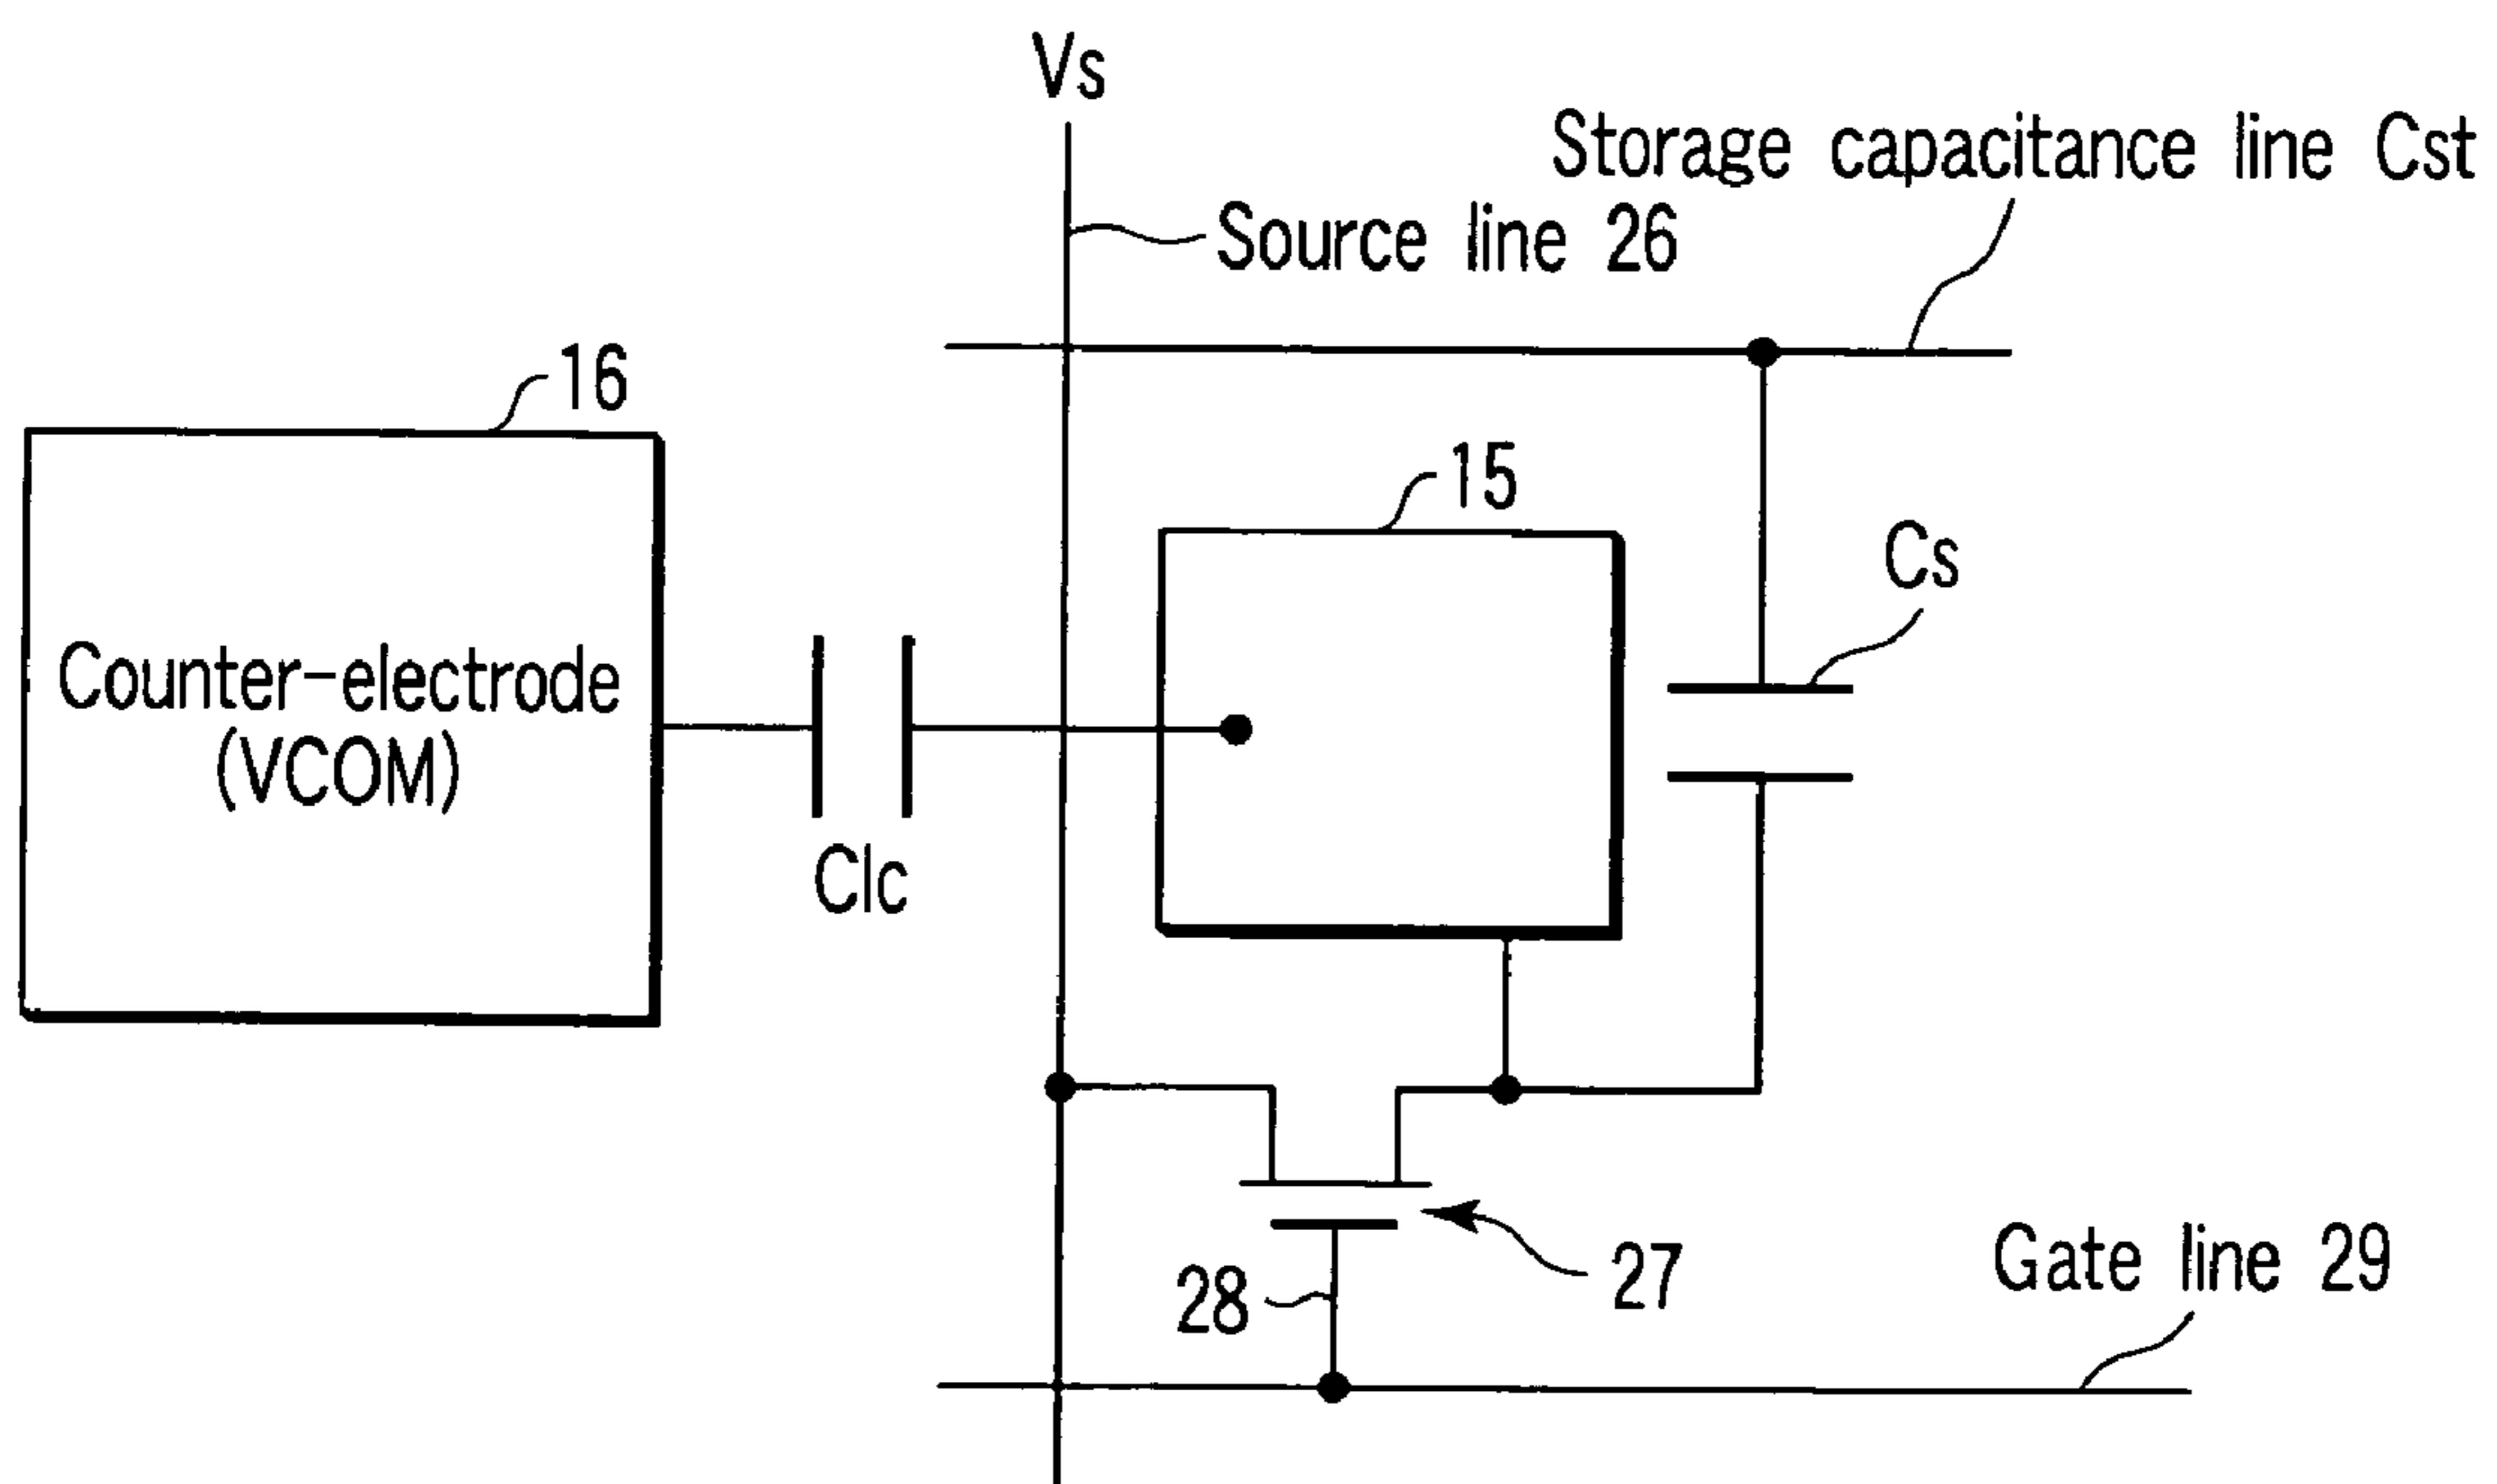 Vs
Storage capacitance line Cst
Source line 26
16
15
Cs
Counter-electrode
(VCOM)
Clc
27
Gate line 29
28